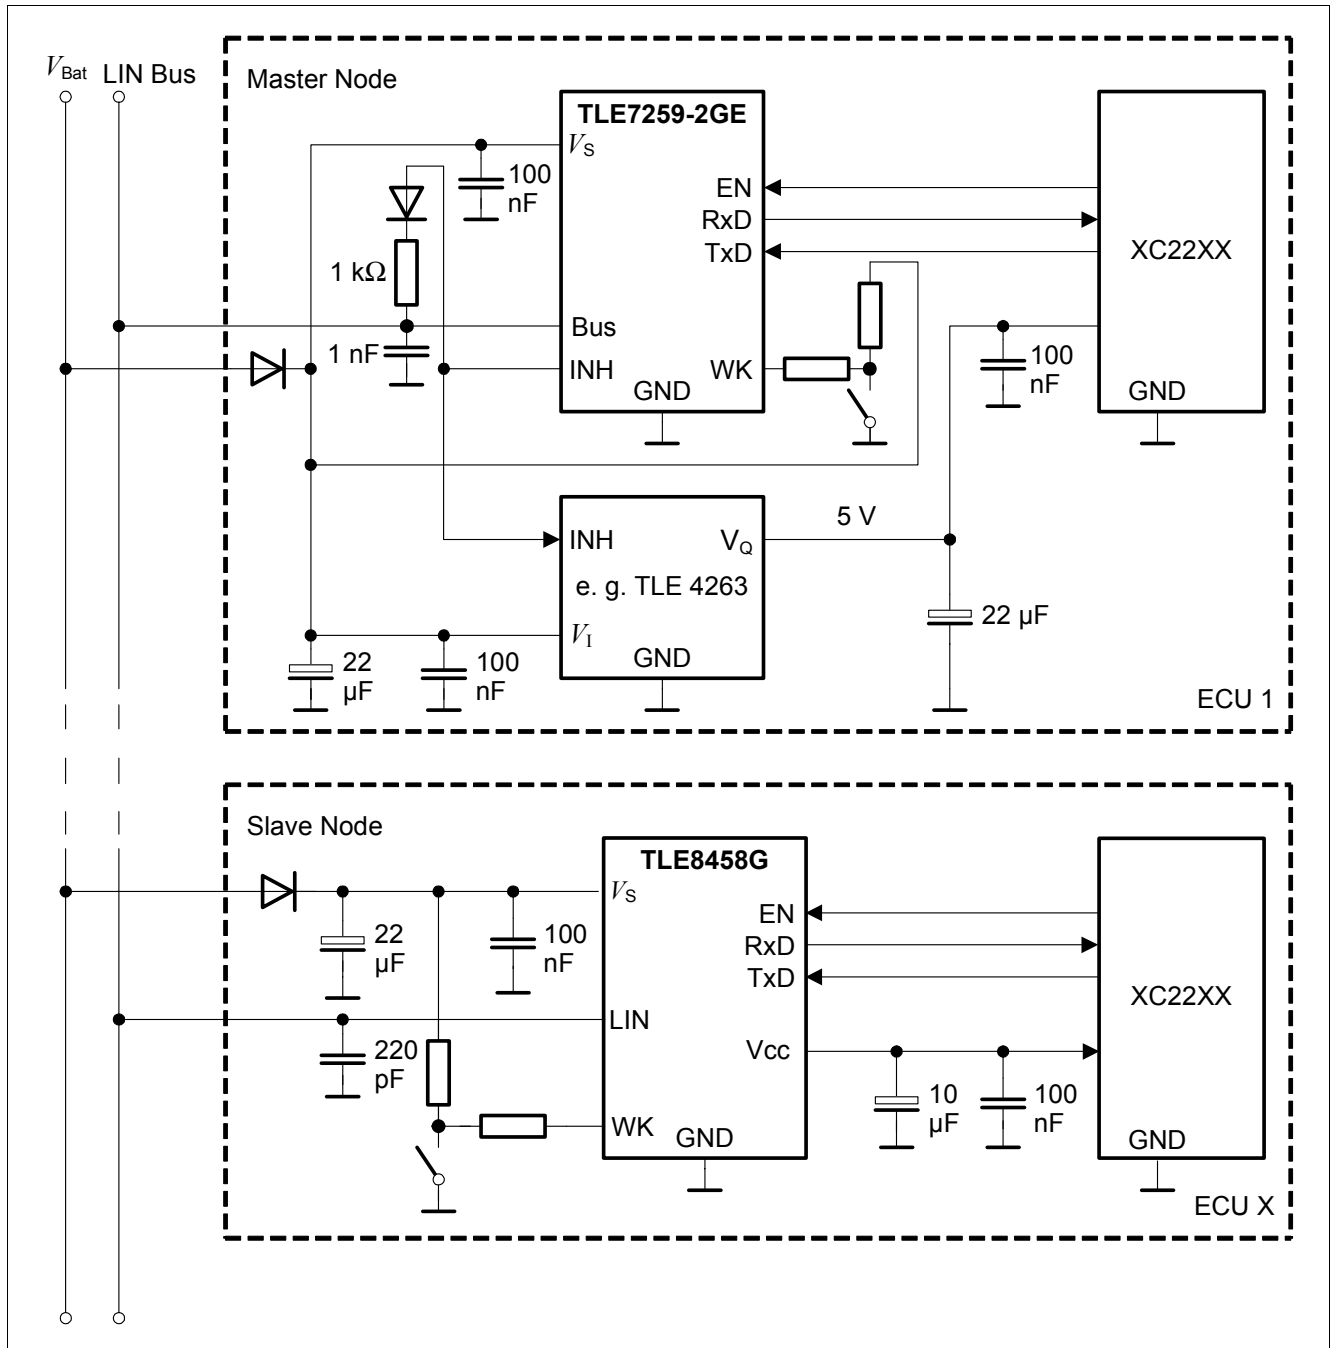 VBat LIN Bus
Master Node
TLE7259-2GE
VS
100
nF
EN
RxD
TxD
XC22XX
1 kΩ
Bus
1 nF
INH
WK
GND
100
nF
GND
5 V
INH
VQ
e. g. TLE 4263
22 µF
VI
22
µF
100
nF
GND
ECU 1
Slave Node
TLE8458G
VS
EN
22
µF
100
nF
RxD
TxD
XC22XX
LIN
220
pF
Vcc
10
µF
100
nF
WK
GND
GND
ECU X